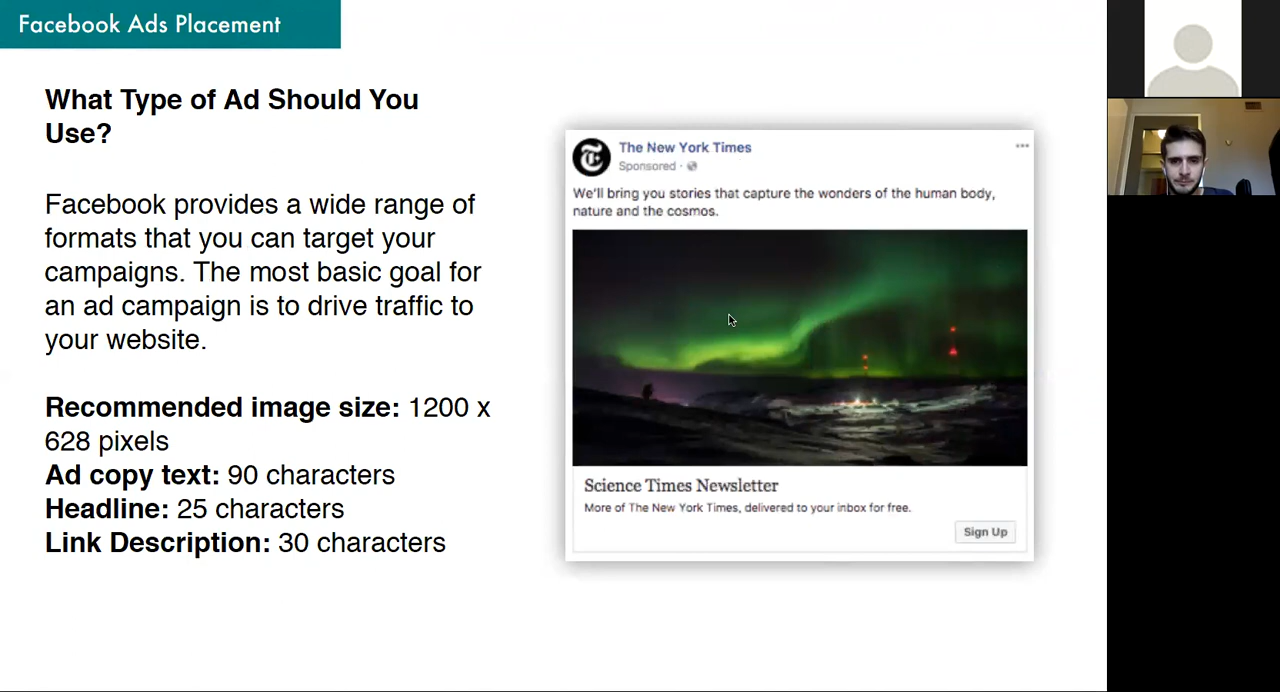 Facebook Ads Placement
What Type of Ad Should You
Use?
Facebook provides a wide range of
formats that you can target your
campaigns. The most basic goal for
an ad campaign is to drive traffic to
your website.
Recommended image size: 1200 x
628 pixels
Ad copy text: 90 characters
Headline: 25 characters
Link Description: 30 characters
The New York Times
Sponsored ·
We'll bring you stories that capture the wonders of the human body,
nature and the cosmos.
Science Times Newsletter
More of The New York Times, delivered to your inbox for free.
Sign Up